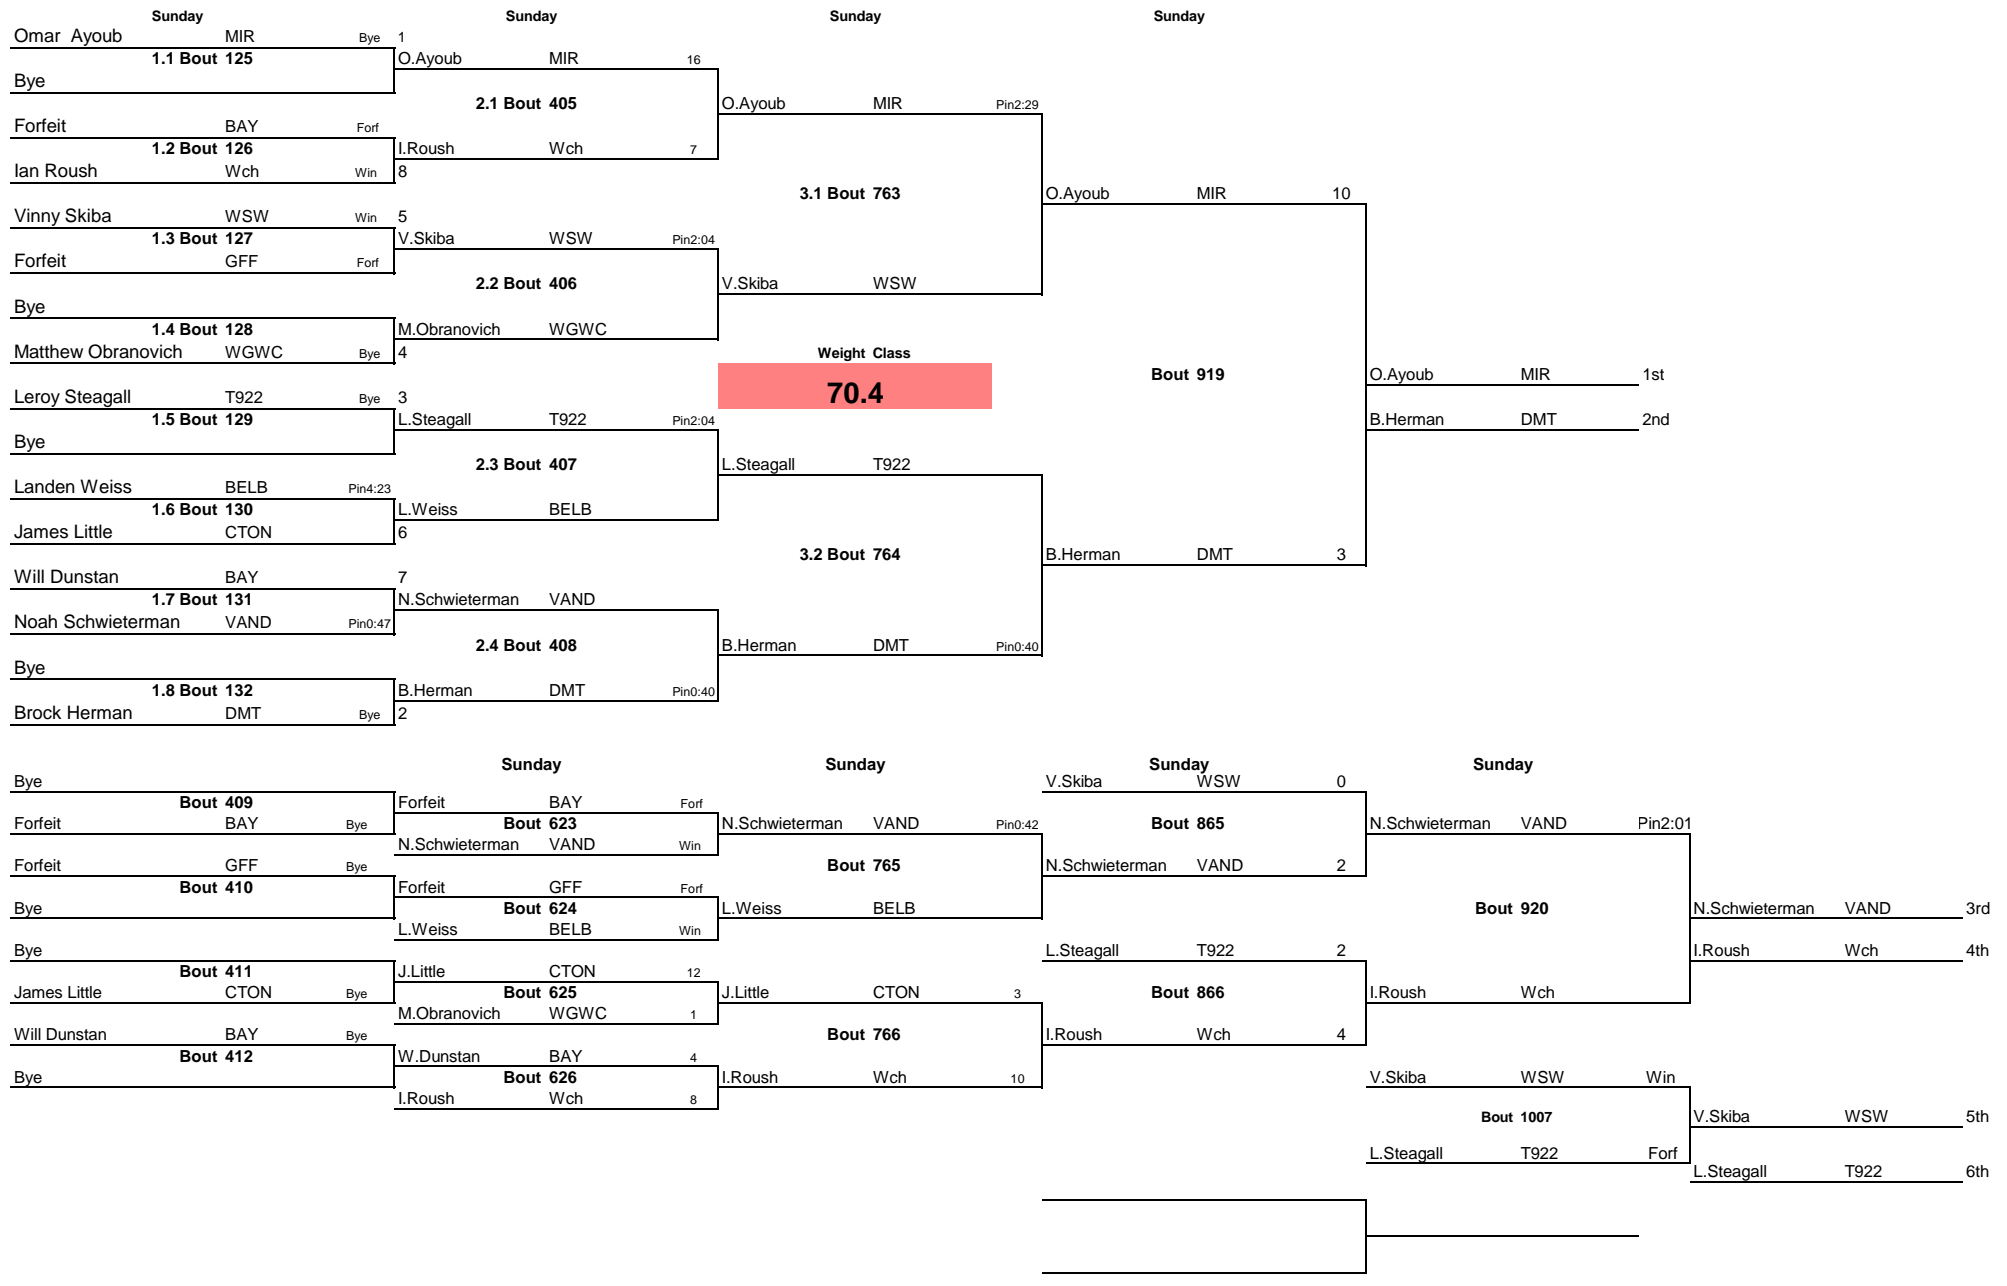 Sunday Sunday Sunday Sunday
Omar Ayoub MIR Bye 1
1.1 Bout 125 O.Ayoub MIR 16
Bye
2.1 Bout 405 O.Ayoub MIR Pin2:29
Forfeit BAY Forf
1.2 Bout 126 I.Roush Wch 7
Ian Roush Wch Win 8
3.1 Bout 763 O.Ayoub MIR 10
Vinny Skiba WSW Win 5
1.3 Bout 127 V.Skiba WSW Pin2:04
Forfeit GFF Forf
2.2 Bout 406 V.Skiba WSW
Bye
1.4 Bout 128 M.Obranovich WGWC
Matthew Obranovich WGWC Bye 4 Weight Class
Bout 919 O.Ayoub MIR 1st
Leroy Steagall T922 Bye 3 70.4
1.5 Bout 129 L.Steagall T922 Pin2:04 B.Herman DMT 2nd
Bye
2.3 Bout 407 L.Steagall T922
Landen Weiss BELB Pin4:23
1.6 Bout 130 L.Weiss BELB
James Little CTON 6
3.2 Bout 764 B.Herman DMT 3
Will Dunstan BAY 7
1.7 Bout 131 N.Schwieterman VAND
Noah Schwieterman VAND Pin0:47
2.4 Bout 408 B.Herman DMT Pin0:40
Bye
1.8 Bout 132 B.Herman DMT Pin0:40
Brock Herman DMT Bye 2
Sunday Sunday Sunday Sunday
Bye V.Skiba WSW 0
Bout 409 Forfeit BAY Forf
Forfeit BAY Bye Bout 623 N.Schwieterman VAND Pin0:42 Bout 865 N.Schwieterman VAND Pin2:01
N.Schwieterman VAND Win
Forfeit GFF Bye Bout 765 N.Schwieterman VAND 2
Bout 410 Forfeit GFF Forf
Bye Bout 624 L.Weiss BELB Bout 920 N.Schwieterman VAND 3rd
L.Weiss BELB Win
Bye L.Steagall T922 2 I.Roush Wch 4th
Bout 411 J.Little CTON 12
James Little CTON Bye Bout 625 J.Little CTON 3 Bout 866 I.Roush Wch
M.Obranovich WGWC 1
Will Dunstan BAY Bye Bout 766 I.Roush Wch 4
Bout 412 W.Dunstan BAY 4
Bye Bout 626 I.Roush Wch 10 V.Skiba WSW Win
I.Roush Wch 8
Bout 1007 V.Skiba WSW 5th
L.Steagall T922 Forf
L.Steagall T922 6th